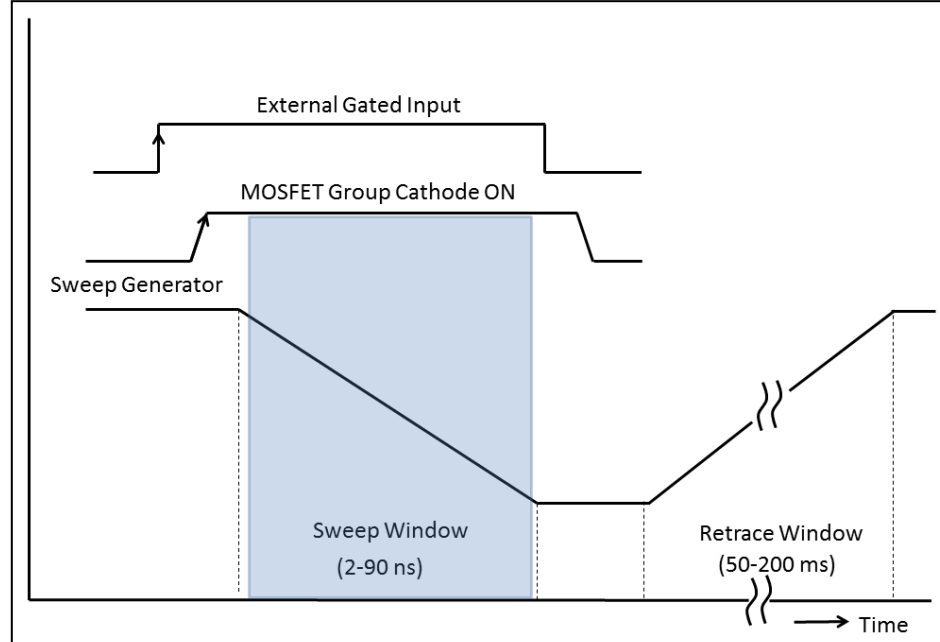 External Gated Input
MOSFET Group Cathode ON
Sweep Generator
Sweep Window
(2-90 ns)
Retrace Window
(50-200 ms)
Time